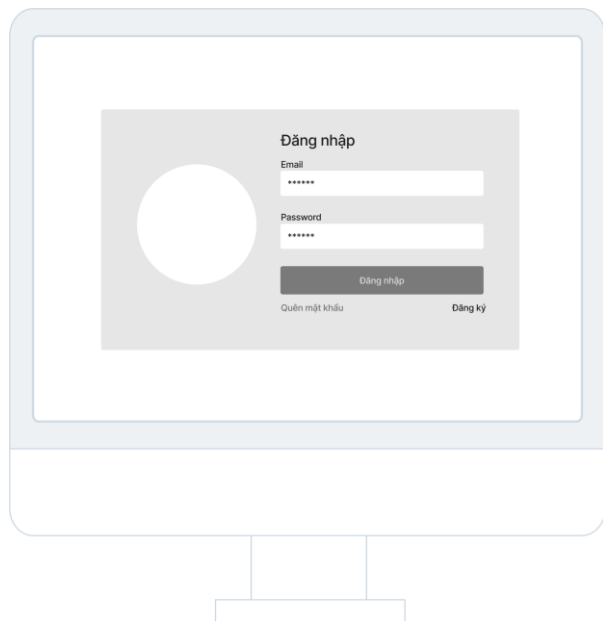 Đăng nhập
Email
******
Password
******
Đăng nhập
Quên mật khẩu Đăng ký